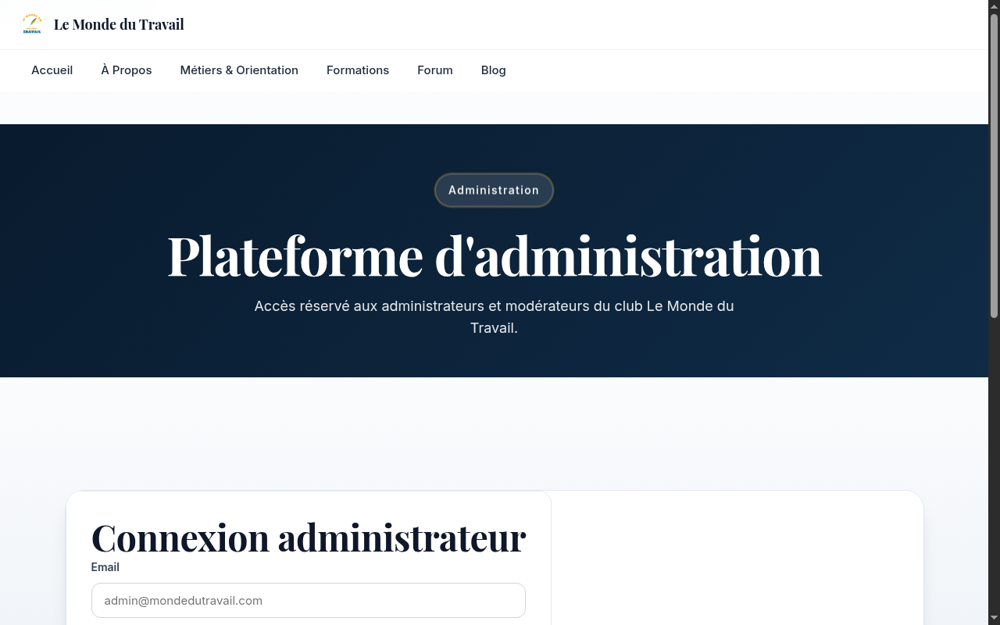 Le Monde du Travail
Accueil
À Propos
Métiers & Orientation
Formations
Forum
Blog
Administration
Plateforme d'administration
Accès réservé aux administrateurs et modérateurs du club Le Monde du
Travail.
Connexion administrateur
Email
admin@mondedutravail.com